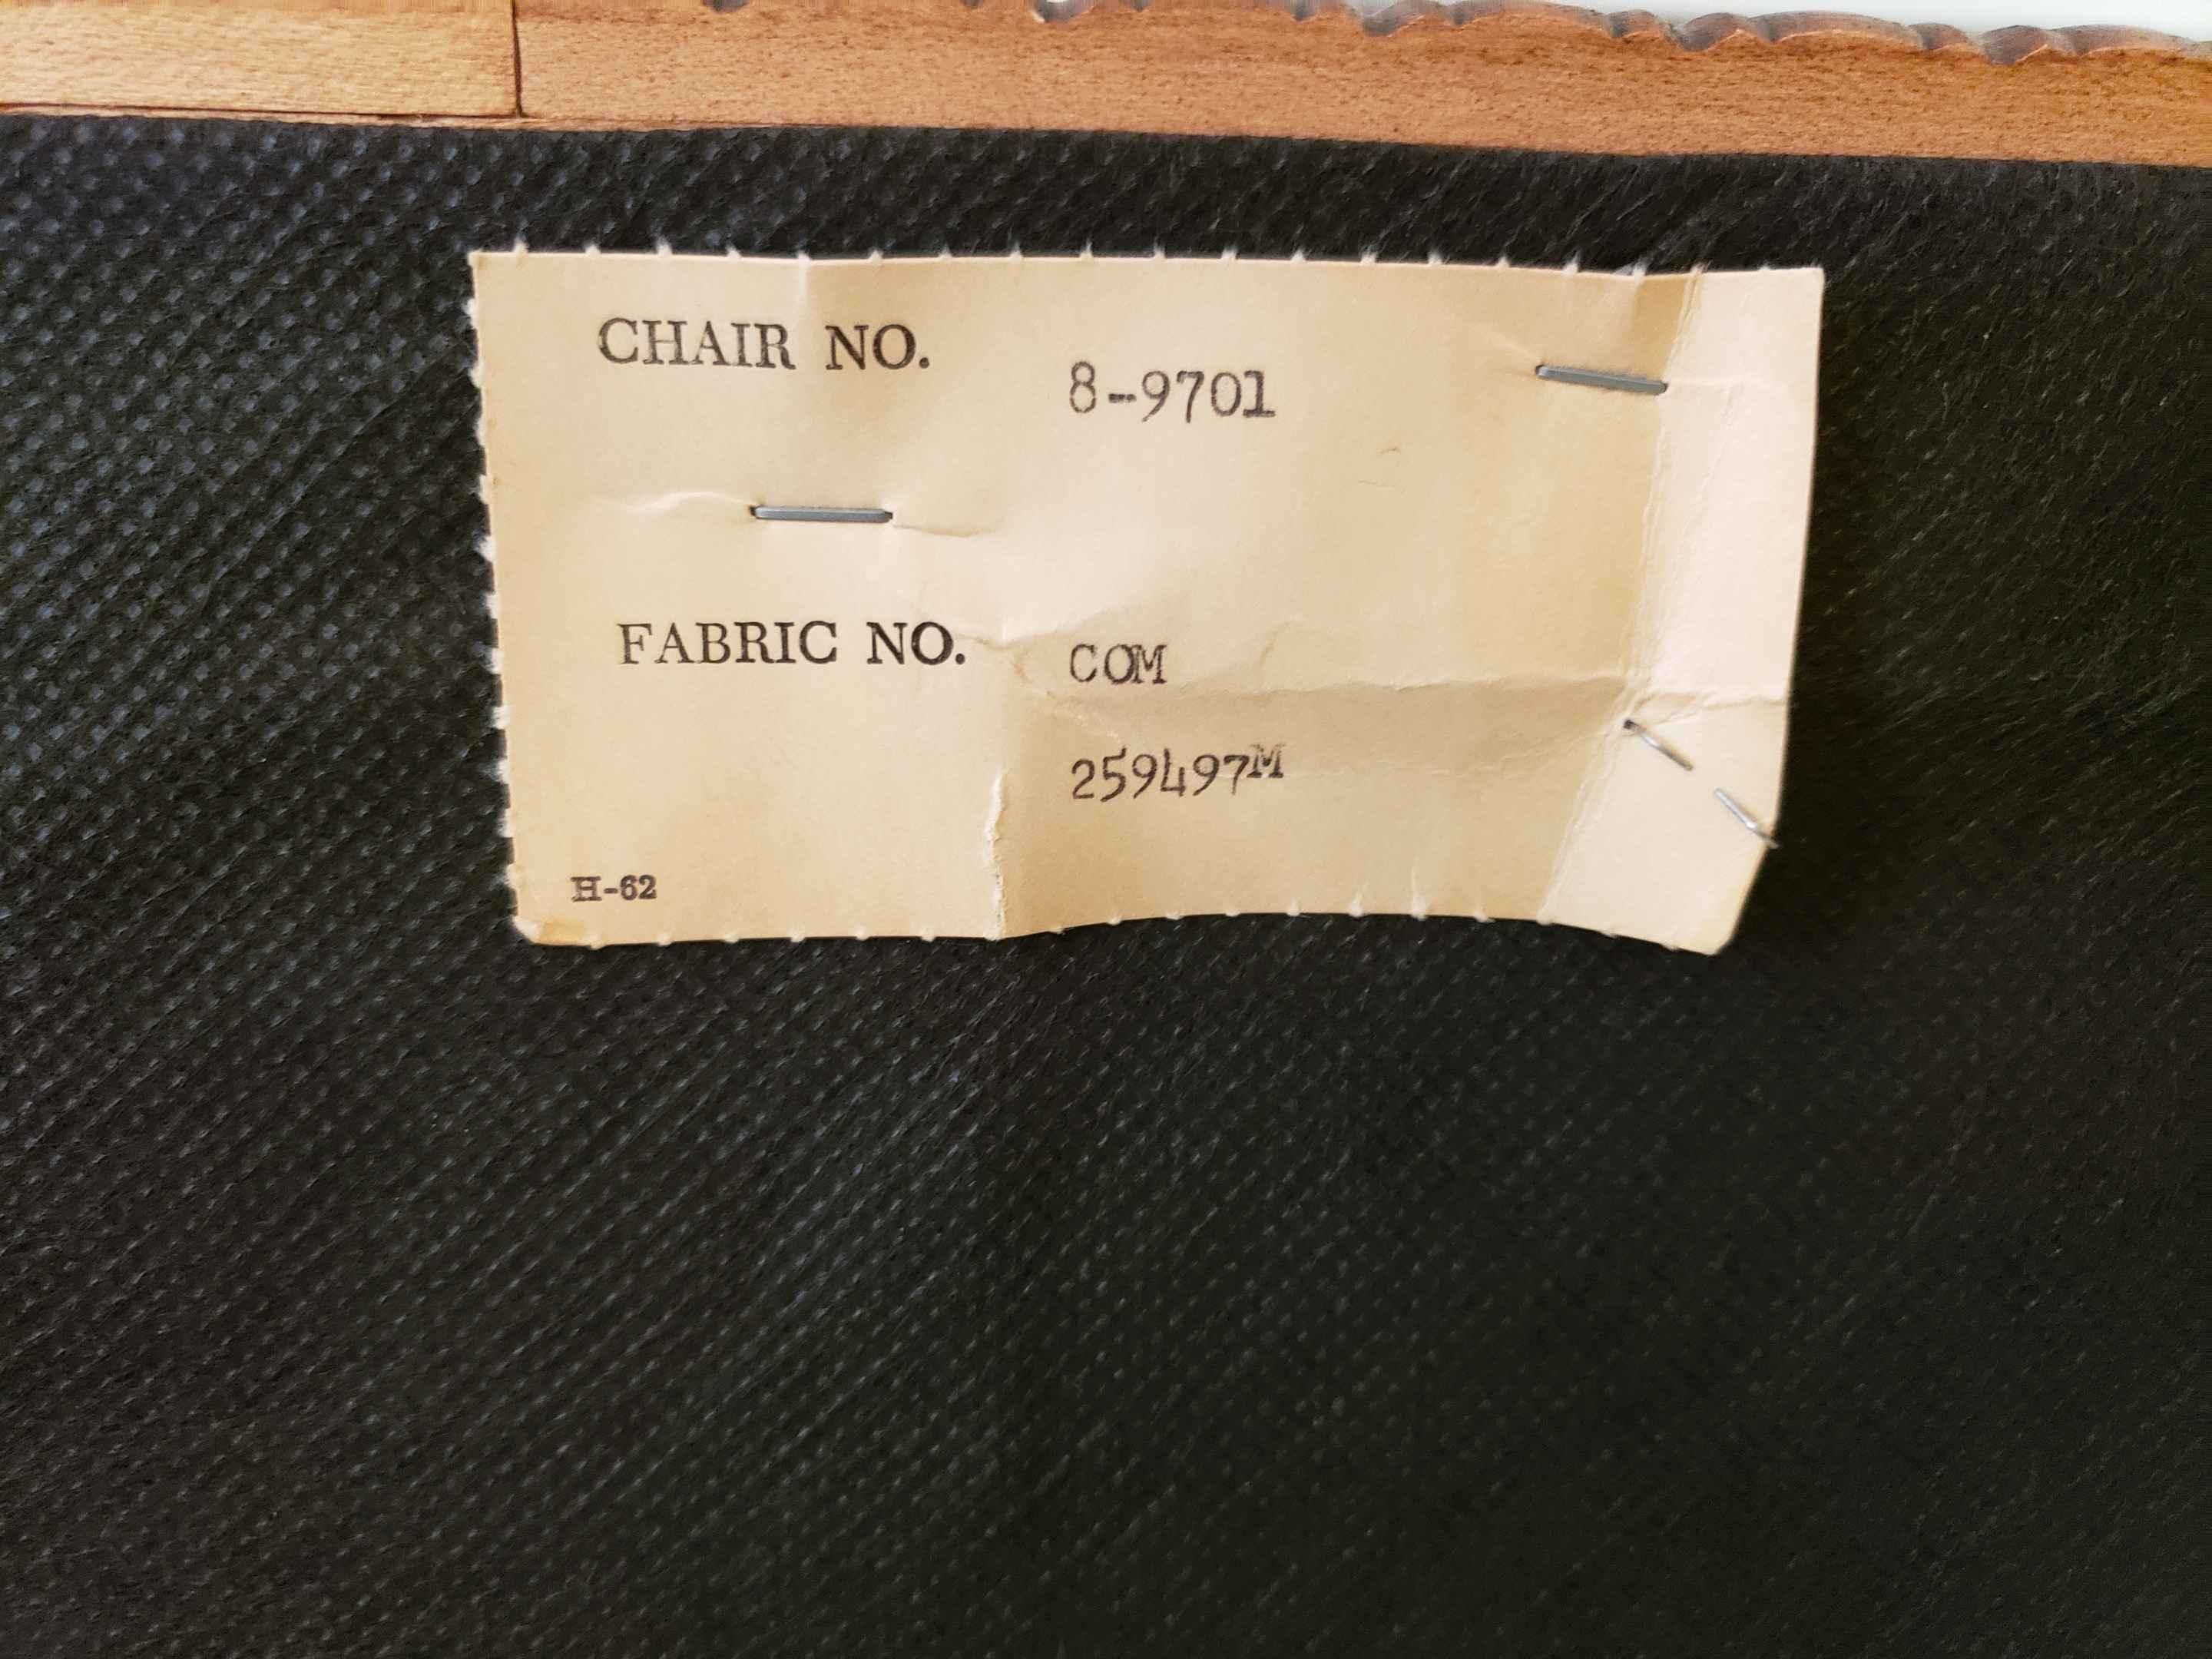 CHAIR NO.
8-9701
FABRIC NO.
COM
259497M
H-62